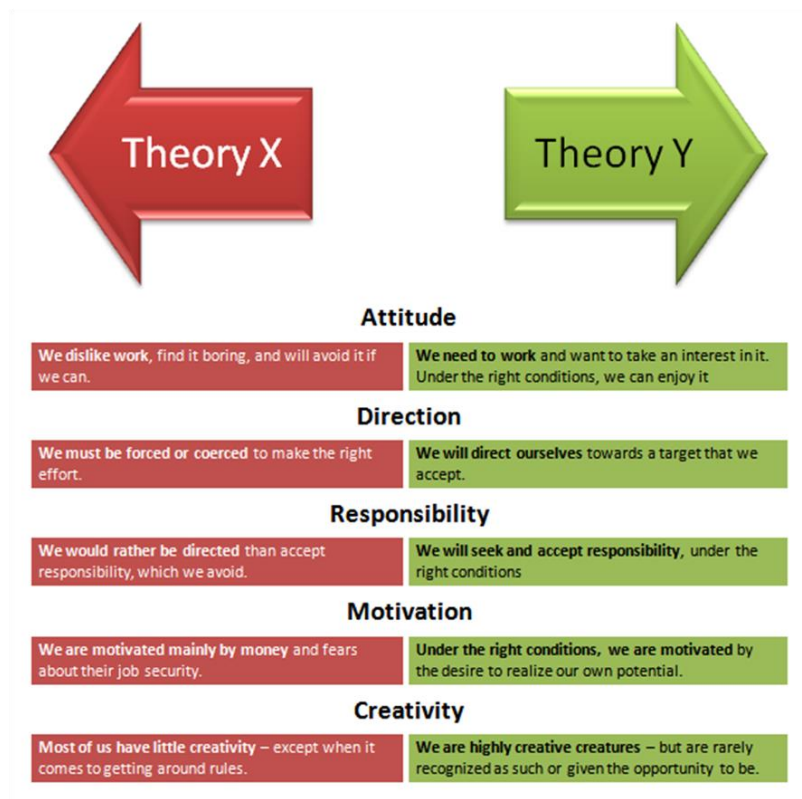 Theory X
Theory Y
Attitude
We dislike work, find it boring, and will avoid it if
we can.
We need to work and want to take an interest in it.
Under the right conditions, we can enjoy it
Direction
We must be forced or coerced to make the right
effort.
We will direct ourselves towards a target that we
accept.
Responsibility
We would rather be directed than accept
responsibility, which we avoid.
We will seek and accept responsibility, under the
right conditions
Motivation
We are motivated mainly by money and fears
about their job security.
Under the right conditions, we are motivated by
the desire to realize our own potential.
Creativity
Most of us have little creativity – except when it
comes to getting around rules.
We are highly creative creatures – but are rarely
recognized as such or given the opportunity to be.